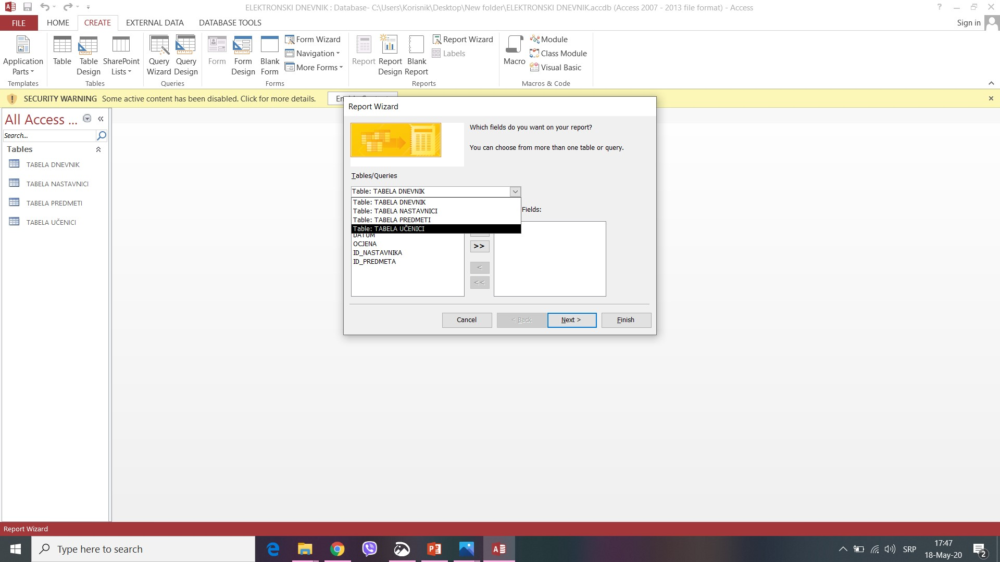 ELEKTRONSKI DNEVNIK : Database- C:\Users\Korisnik\Desktop\New folder\ELEKTRONSKI DNEVNIK.accdb (Access 2007 - 2013 file format) - Access
FILE HOME CREATE EXTERNAL DATA DATABASE TOOLS Sign in
Application Parts
Templates
Table
Table Design
SharePoint Lists
Tables
Query Wizard
Query Design
Queries
Form
Form Design
Blank Form
Form Wizard
Navigation
More Forms
Forms
Report
Report Design
Blank Report
Report Wizard
Labels
Reports
Macro
Module
Class Module
Visual Basic
Macros & Code
SECURITY WARNING Some active content has been disabled. Click for more details.
All Access ...
Search...
Tables
TABELA DNEVNIK
TABELA NASTAVNICI
TABELA PREDMETI
TABELA UČENICI
Report Wizard
Which fields do you want on your report?
You can choose from more than one table or query.
Tables/Queries
Table: TABELA DNEVNIK
Table: TABELA DNEVNIK
Table: TABELA NASTAVNICI
Table: TABELA PREDMETI
Table: TABELA UČENICI
Fields:
DATUM
OCJENA
ID_NASTAVNIKA
ID_PREDMETA
>>
<
<<
Cancel < Back Next > Finish
Report Wizard
Type here to search
SRP
17:47
18-May-20
2